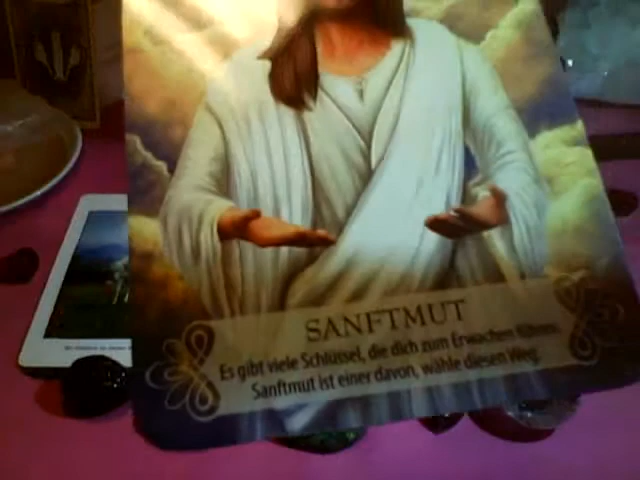 SANFTMUT
Es gibt viele Schlüssel, die dich zum Erwachen führen.
Sanftmut ist einer davon, wähle diesen Weg.